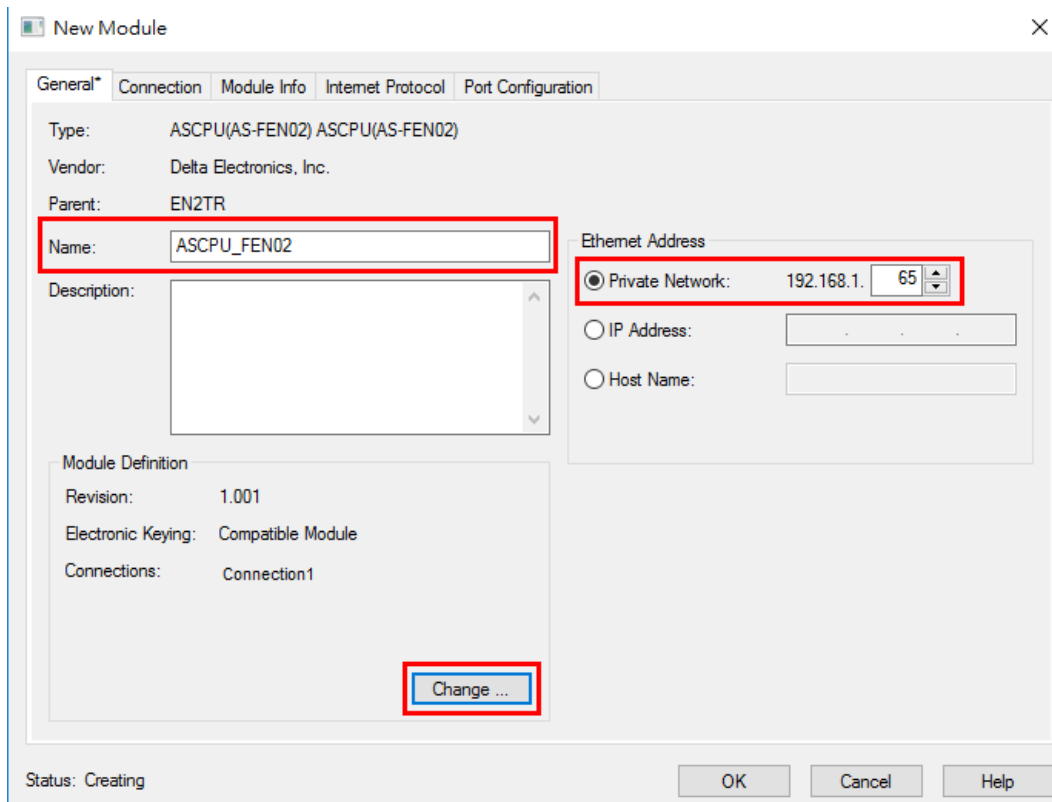 New Module
General* Connection Module Info Internet Protocol Port Configuration
Type: ASCPU(AS-FEN02) ASCPU(AS-FEN02)
Vendor: Delta Electronics, Inc.
Parent: EN2TR
Name: ASCPU_FEN02
Description:
Ethernet Address
Private Network: 192.168.1. 65
IP Address: . . .
Host Name:
Module Definition
Revision: 1.001
Electronic Keying: Compatible Module
Connections: Connection1
Change ...
Status: Creating
OK Cancel Help